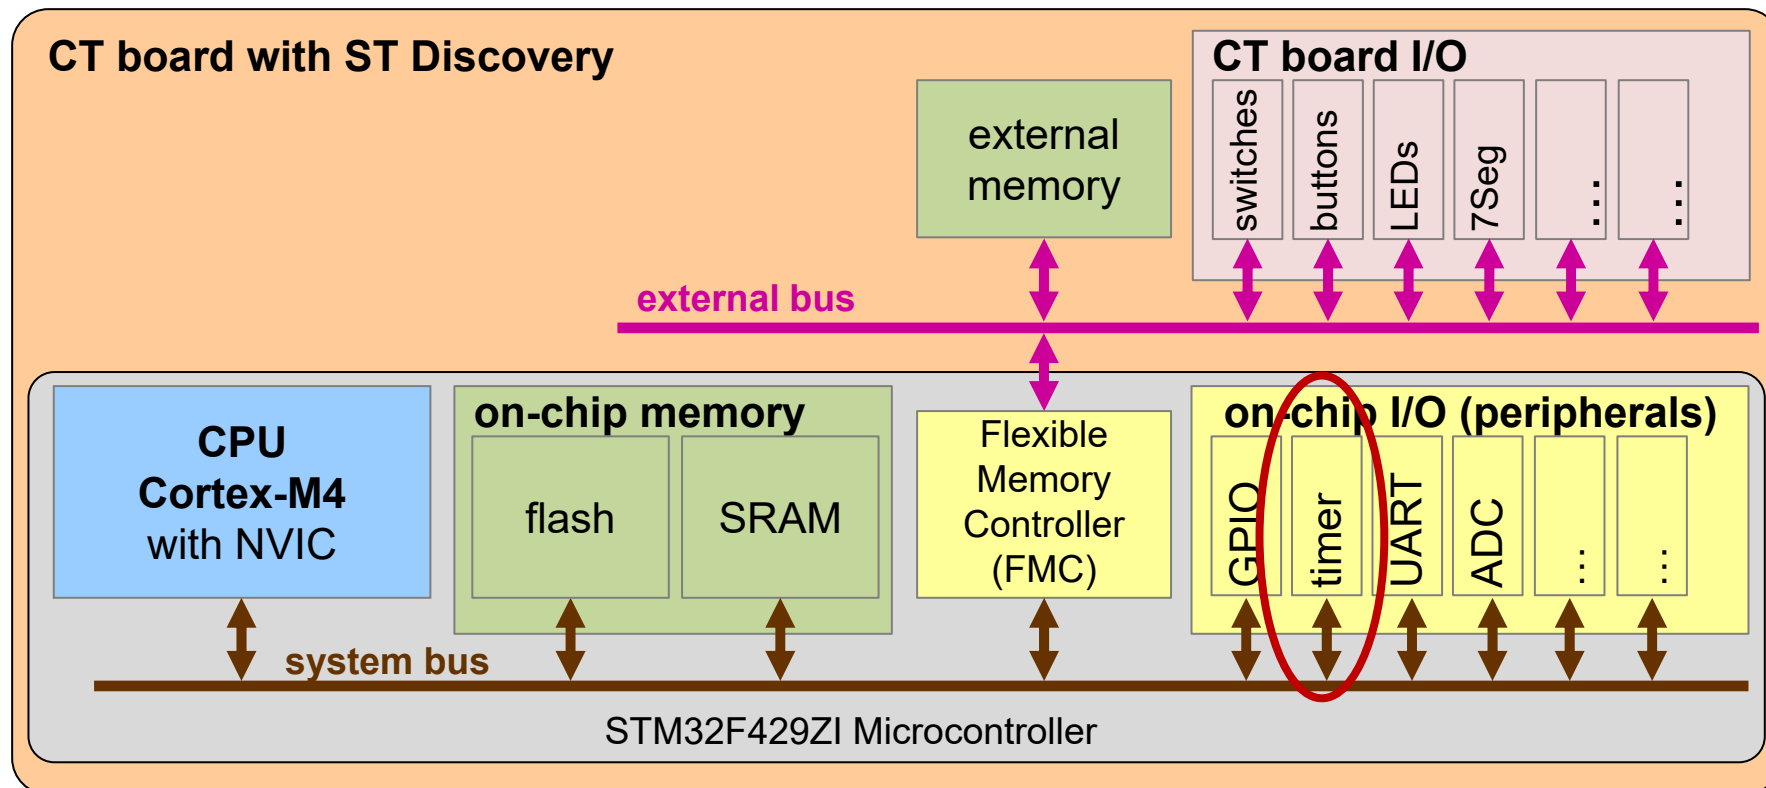 CT board with ST Discovery
external
memory
CT board I/O
switches
buttons
LEDs
7Seg
...
...
external bus
CPU
Cortex-M4
with NVIC
on-chip memory
flash
SRAM
Flexible
Memory
Controller
(FMC)
on-chip I/O (peripherals)
GPIO
timer
UART
ADC
...
...
system bus
STM32F429ZI Microcontroller